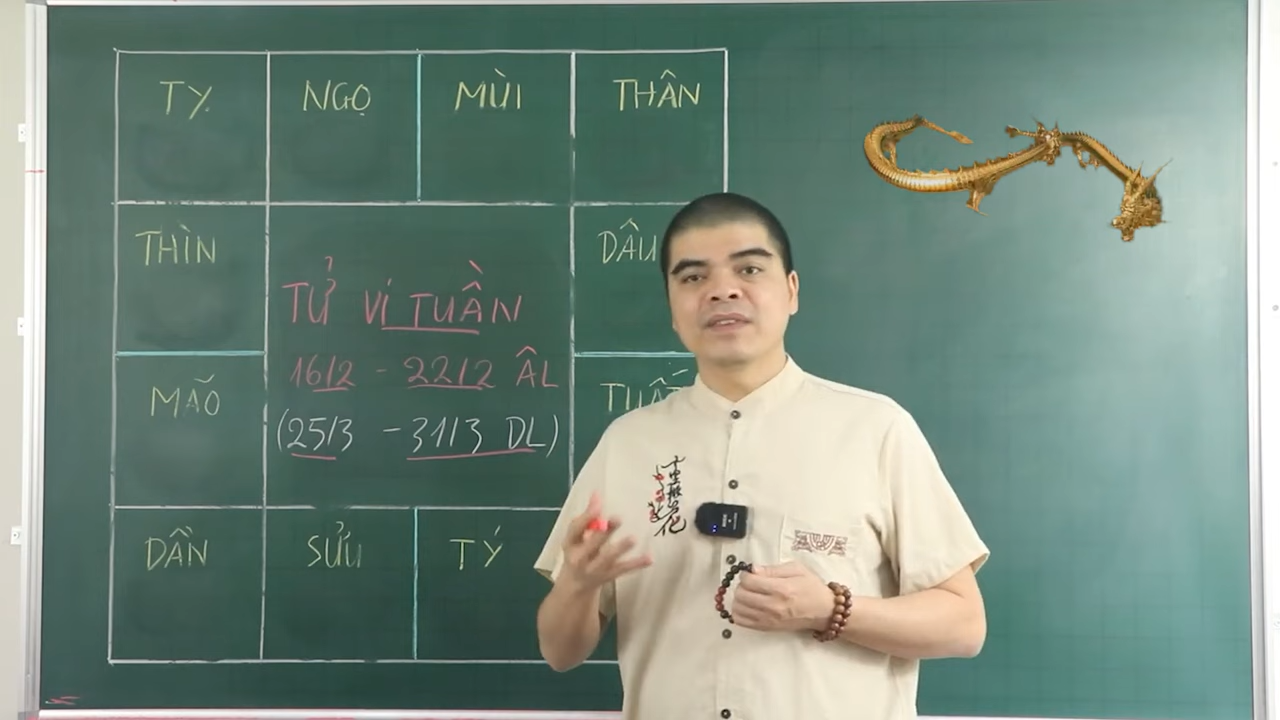 TỴ
NGỌ
MÙI
THÂN
THÌN
DẬU
TỬ VI TUẦN
16/2 - 22/2 ÂL
MÃO
(25/3 - 31/3 DL)
DẦN
SỬU
TÝ